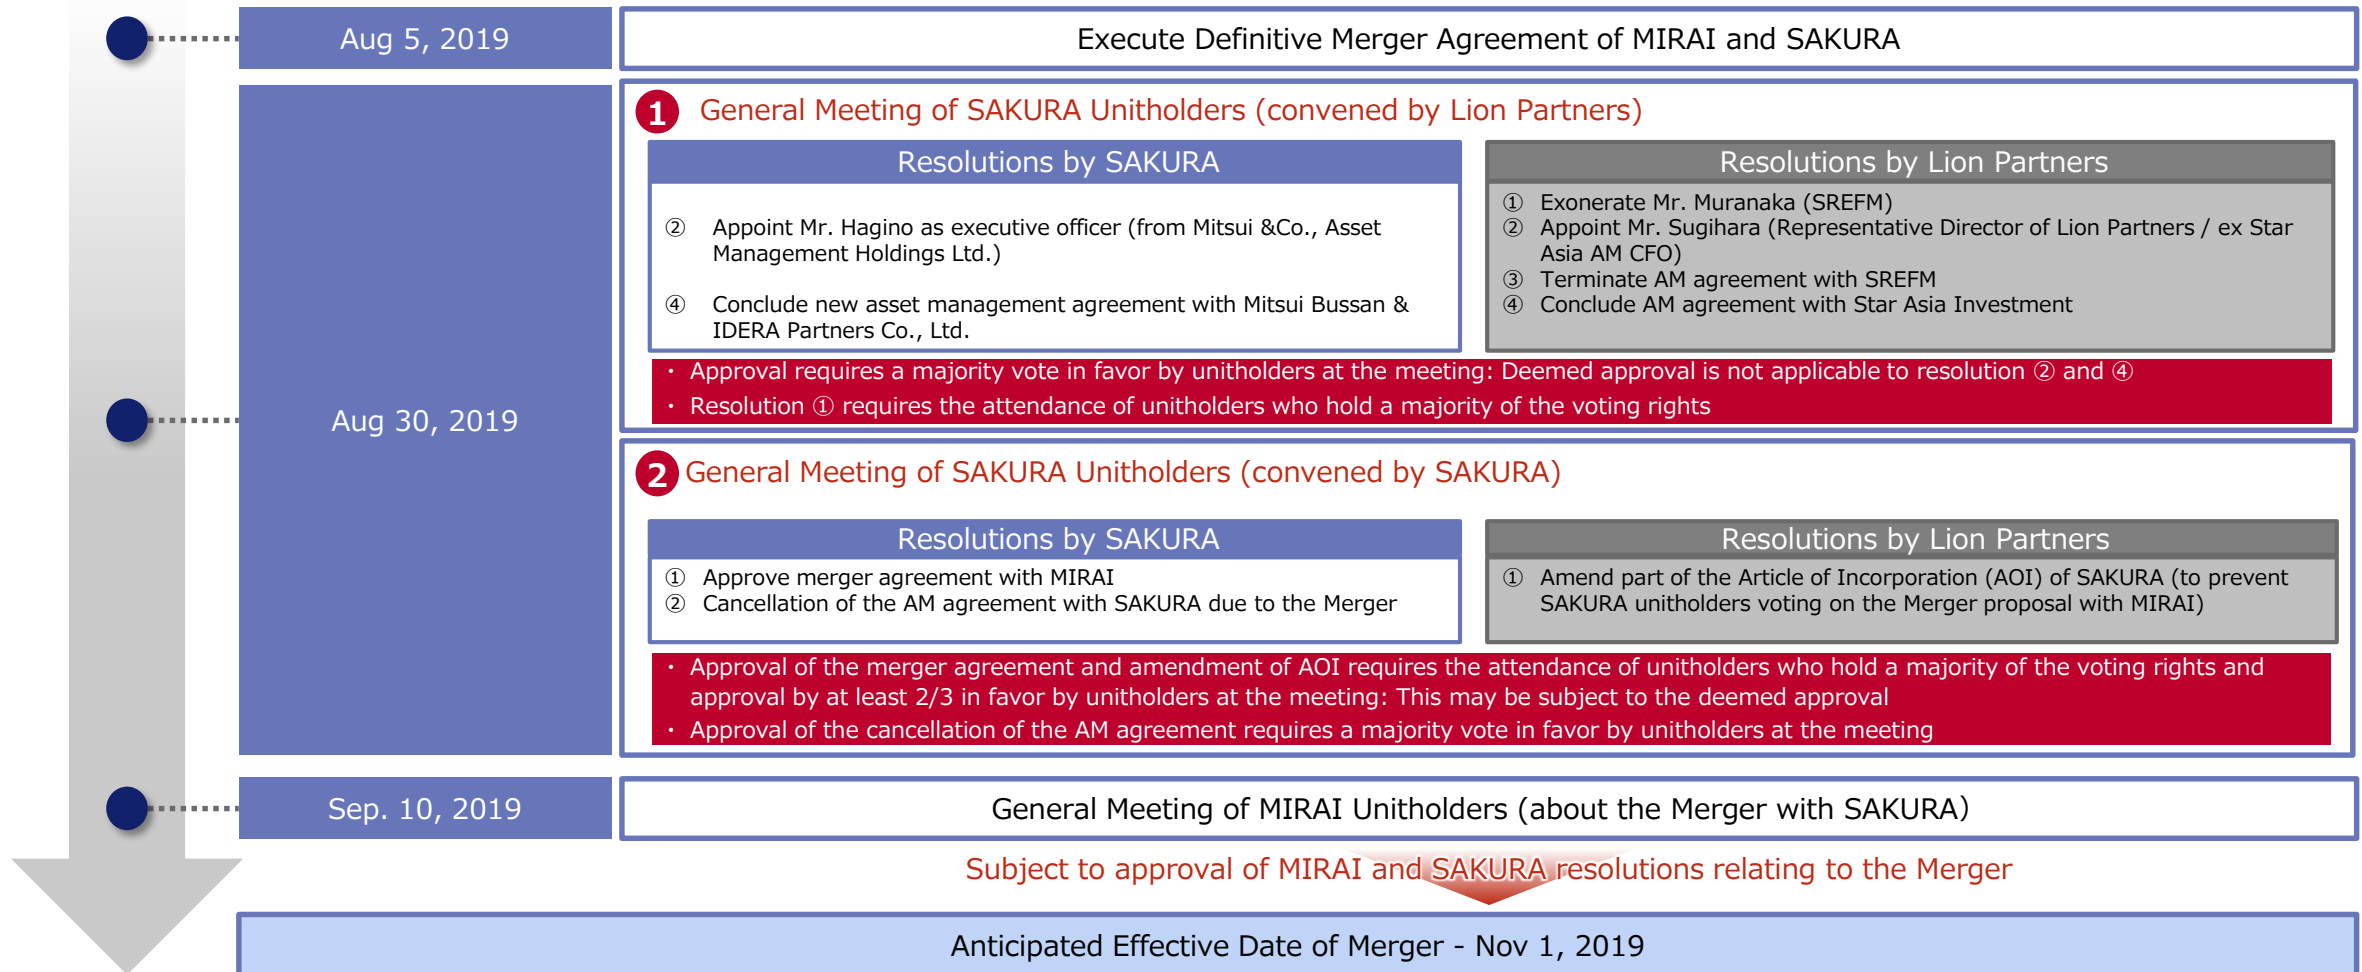 Aug 5, 2019
Execute Definitive Merger Agreement of MIRAI and SAKURA
Aug 30, 2019
1 General Meeting of SAKURA Unitholders (convened by Lion Partners)
Resolutions by SAKURA
② Appoint Mr. Hagino as executive officer (from Mitsui &Co., Asset
Management Holdings Ltd.)
④ Conclude new asset management agreement with Mitsui Bussan &
IDERA Partners Co., Ltd.
Resolutions by Lion Partners
① Exonerate Mr. Muranaka (SREFM)
② Appoint Mr. Sugihara (Representative Director of Lion Partners / ex Star
Asia AM CFO)
③ Terminate AM agreement with SREFM
④ Conclude AM agreement with Star Asia Investment
・ Approval requires a majority vote in favor by unitholders at the meeting: Deemed approval is not applicable to resolution ② and ④
・ Resolution ① requires the attendance of unitholders who hold a majority of the voting rights
2 General Meeting of SAKURA Unitholders (convened by SAKURA)
Resolutions by SAKURA
① Approve merger agreement with MIRAI
② Cancellation of the AM agreement with SAKURA due to the Merger
Resolutions by Lion Partners
① Amend part of the Article of Incorporation (AOI) of SAKURA (to prevent
SAKURA unitholders voting on the Merger proposal with MIRAI)
・ Approval of the merger agreement and amendment of AOI requires the attendance of unitholders who hold a majority of the voting rights and
approval by at least 2/3 in favor by unitholders at the meeting: This may be subject to the deemed approval
・ Approval of the cancellation of the AM agreement requires a majority vote in favor by unitholders at the meeting
Sep. 10, 2019
General Meeting of MIRAI Unitholders (about the Merger with SAKURA）
Subject to approval of MIRAI and SAKURA resolutions relating to the Merger
Anticipated Effective Date of Merger - Nov 1, 2019